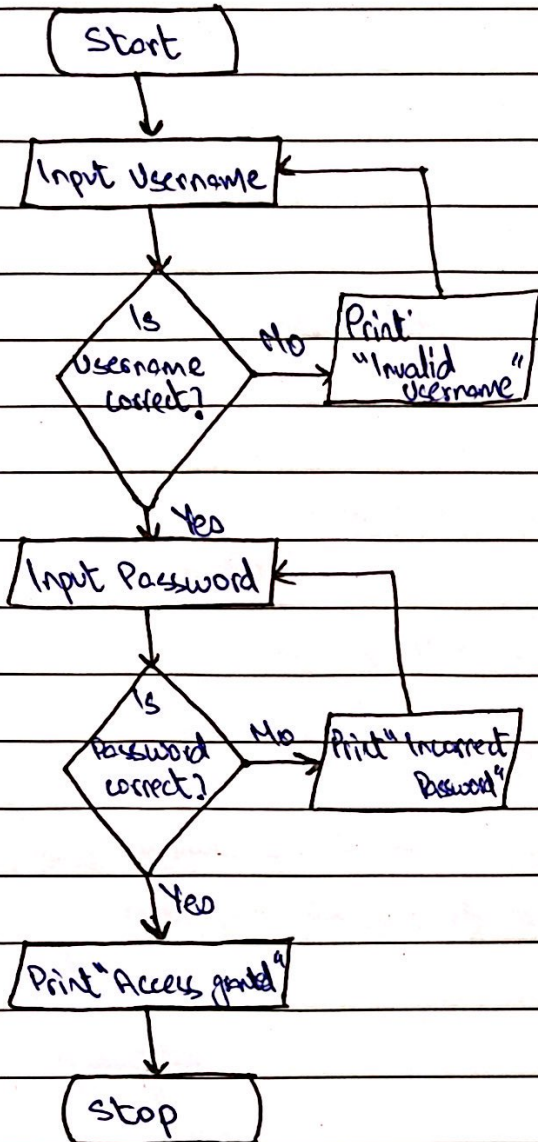 Start
Input Username
Is
Username
correct?
No
Print
"Invalid
Username"
Yes
Input Password
Is
Password
correct?
No
Print "Incorrect
Password"
Yes
Print "Access granted"
Stop